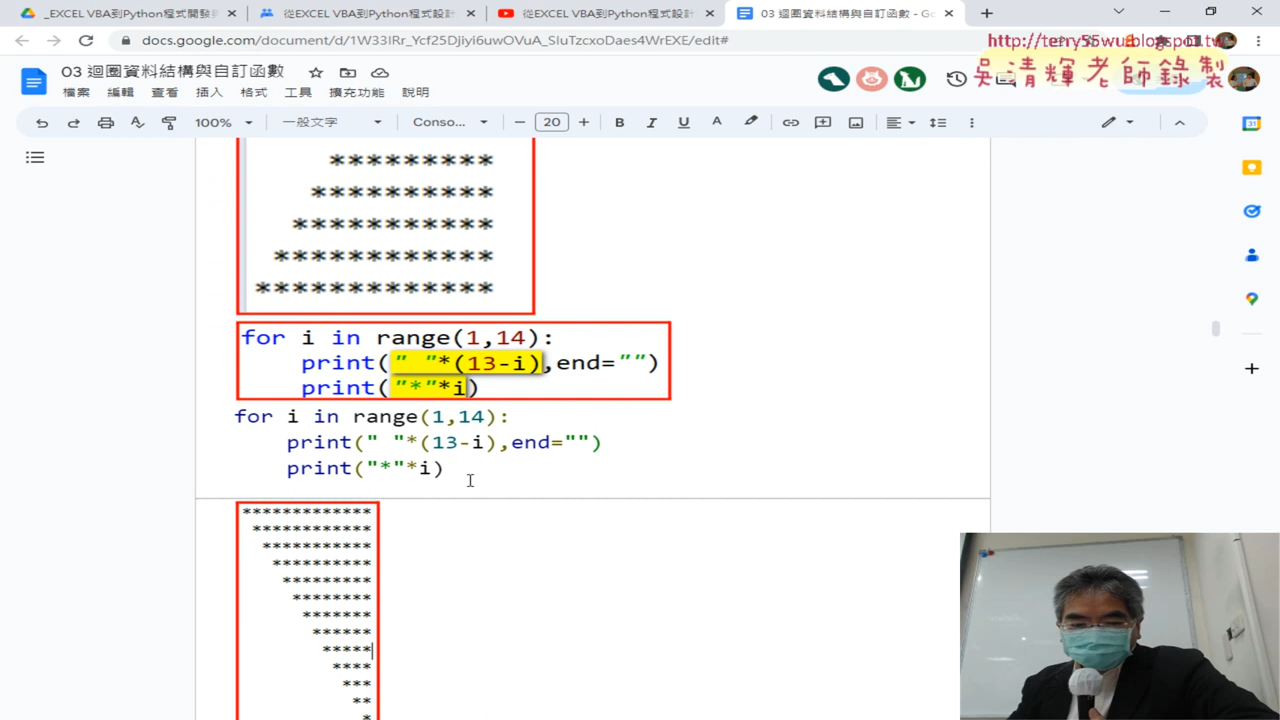 _EXCEL VBA到Python程式開發
從EXCEL VBA到Python程式設計
從EXCEL VBA到Python程式設計
03 迴圈資料結構與自訂函數 - Go
docs.google.com/document/d/1W33IRr_Ycf25DJiyi6uwOVuA_SIuTzcxoDaes4WrEXE/edit#
http://terry55wu.blogspot.tw
吳清輝老師錄製
03 迴圈資料結構與自訂函數
檔案 編輯 查看 插入 格式 工具 擴充功能 說明
100% 一般文字 Conso... 20 B I U A
*********
**********
***********
************
*************
for i in range(1,14):
print(" "*(13-i),end="")
print("*"*i)
for i in range(1,14):
print(" "*(13-i),end="")
print("*"*i)
*************
************
***********
**********
*********
********
*******
******
*****
****
***
**
*